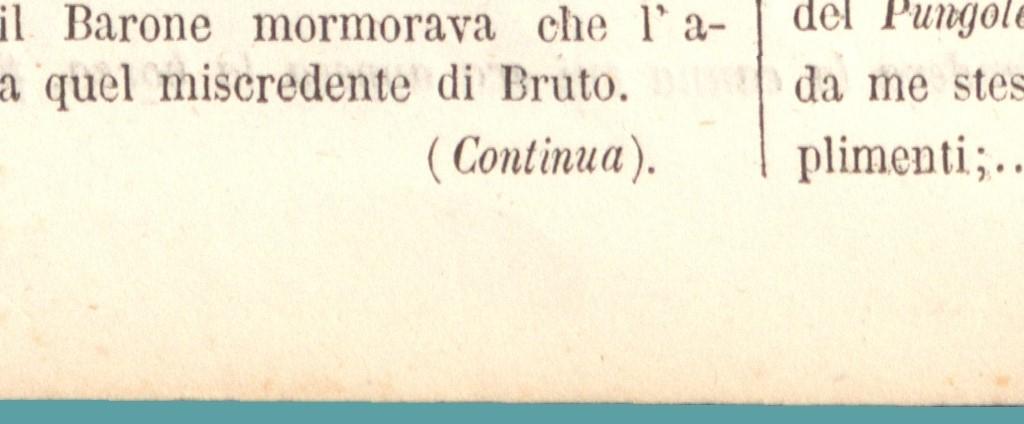 il Barone mormorava che l'a-
a quel miscredente di Bruto.
(Continua).
del Pungole
da me stes
plimenti;..